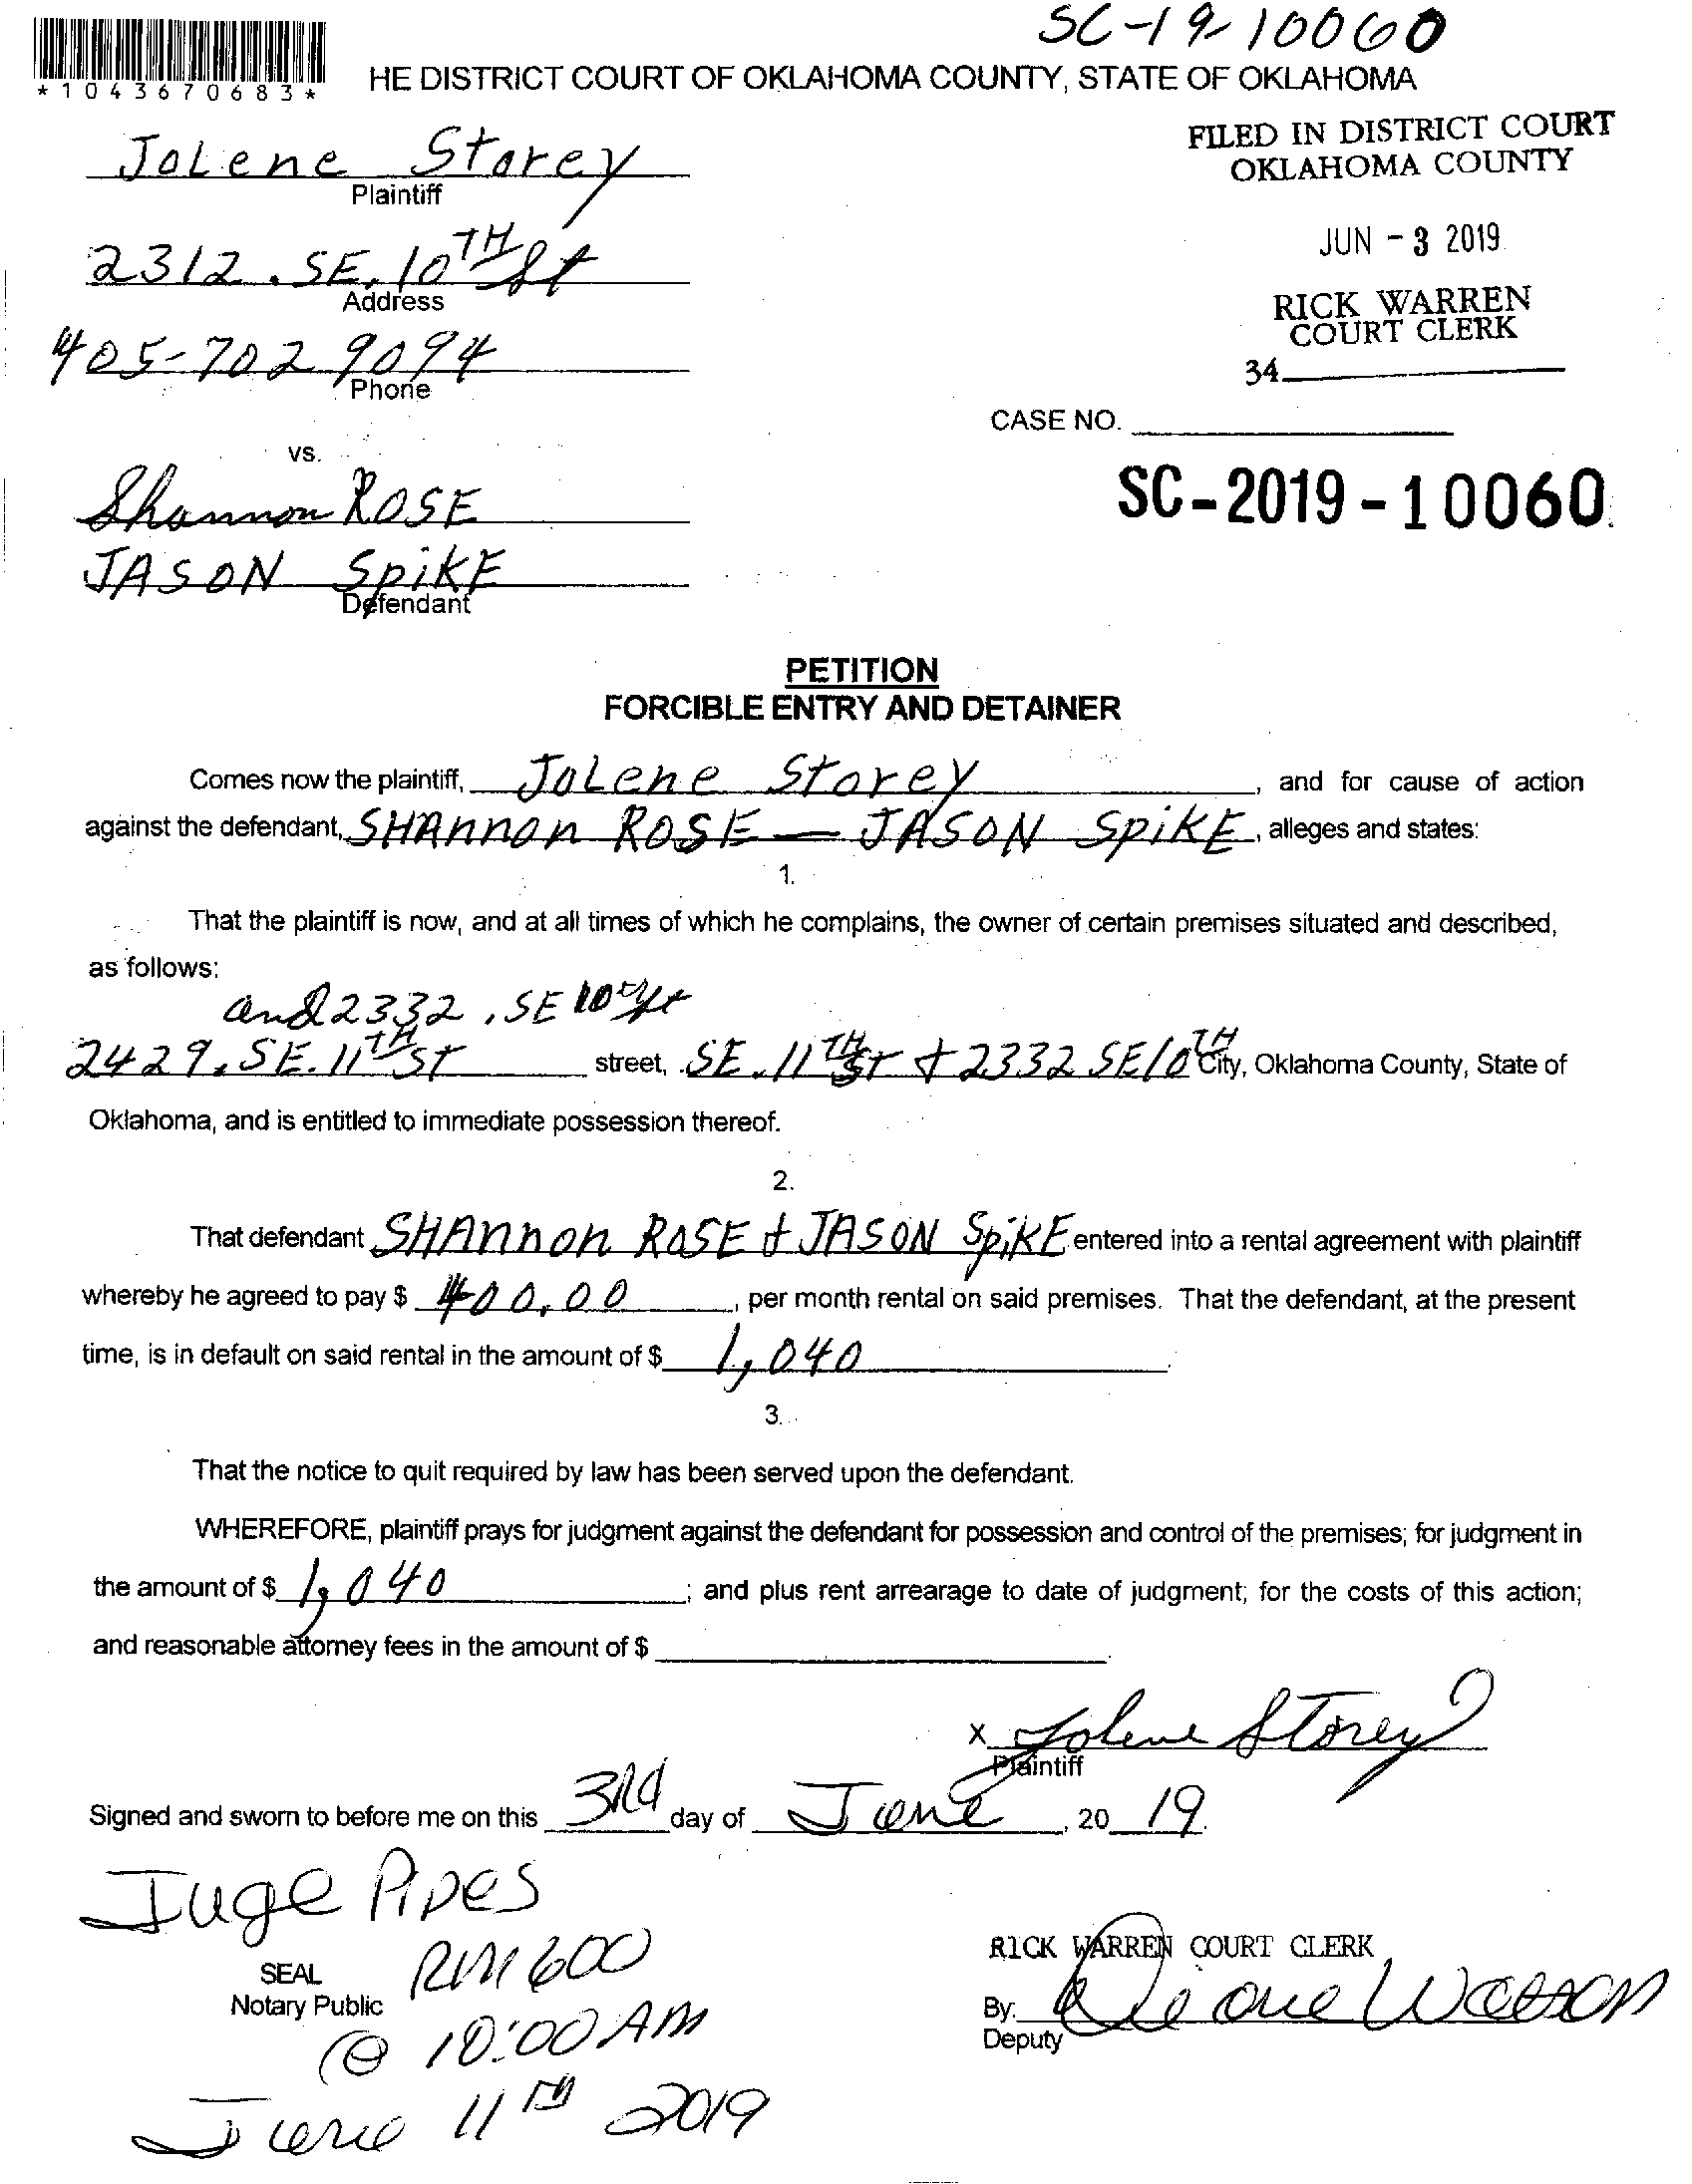 SC-19-10060
*1043670683*
HE DISTRICT COURT OF OKLAHOMA COUNTY, STATE OF OKLAHOMA
FILED IN DISTRICT COURT
OKLAHOMA COUNTY
JUN - 3 2019
RICK WARREN
COURT CLERK
34
JoLene Storey
Plaintiff
2312. SE. 10TH St
Address
405-702 9094
Phone
CASE NO.
vs.
SC-2019-10060
Shannon ROSE
JASON SpiKE
Defendant
PETITION
FORCIBLE ENTRY AND DETAINER
Comes now the plaintiff, JoLene Storey, and for cause of action
against the defendant, SHAnnon ROSE — JASON SpiKE, alleges and states:
1.
That the plaintiff is now, and at all times of which he complains, the owner of certain premises situated and described,
as follows:
and 2332, SE 10th St
2429. SE. 11TH ST street, SE. 11TH ST + 2332 SE 10TH City, Oklahoma County, State of
Oklahoma, and is entitled to immediate possession thereof.
2.
That defendant SHAnnon ROSE + JASON SpiKE entered into a rental agreement with plaintiff
whereby he agreed to pay $ 400.00, per month rental on said premises. That the defendant, at the present
time, is in default on said rental in the amount of $ 1,040.
3.
That the notice to quit required by law has been served upon the defendant.
WHEREFORE, plaintiff prays for judgment against the defendant for possession and control of the premises; for judgment in
the amount of $ 1,040; and plus rent arrearage to date of judgment; for the costs of this action;
and reasonable attorney fees in the amount of $
x Jolene Storey
Plaintiff
Signed and sworn to before me on this 3rd day of June, 20 19.
Juge Pipes
RM 600
SEAL
Notary Public
@ 10:00 AM
June 11th 2019
RICK WARREN COURT CLERK
By: Diane Watson
Deputy